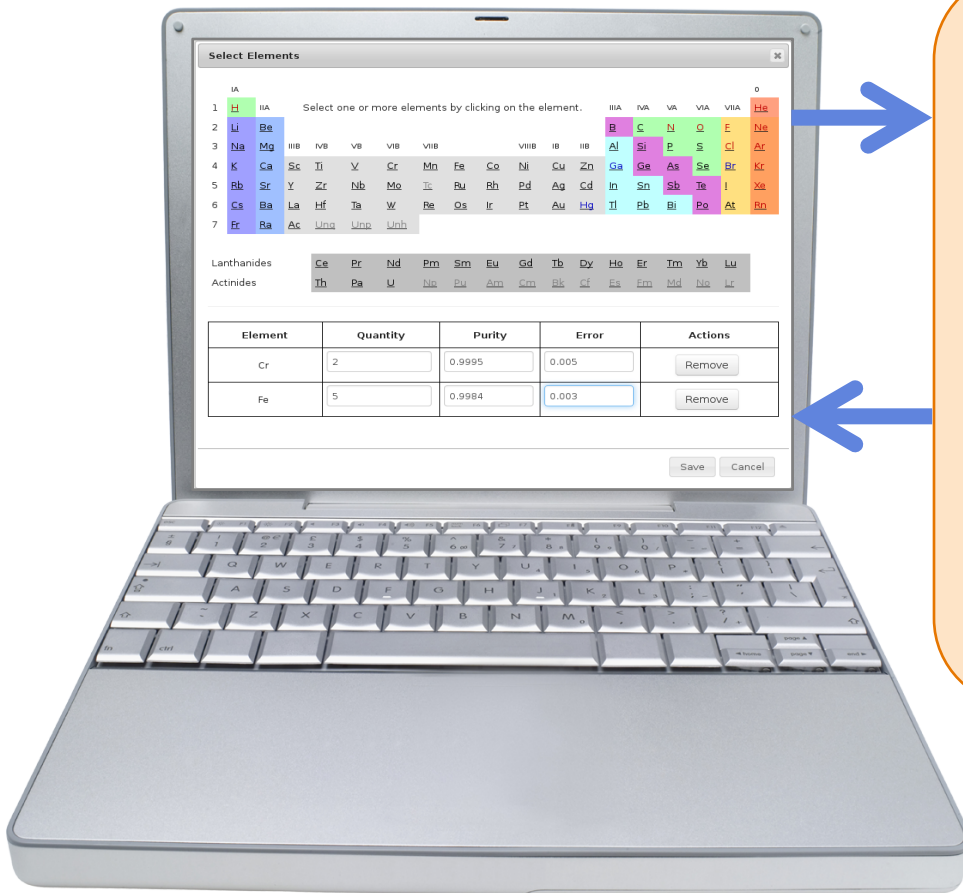 Select Elements
IA 0
1 H IIA Select one or more elements by clicking on the element. IIIA IVA VA VIA VIIA He
2 Li Be B C N O F Ne
3 Na Mg IIIB IVB VB VIB VIIB VIIIB IB IIB Al Si P S Cl Ar
4 K Ca Sc Ti V Cr Mn Fe Co Ni Cu Zn Ga Ge As Se Br Kr
5 Rb Sr Y Zr Nb Mo Tc Ru Rh Pd Ag Cd In Sn Sb Te I Xe
6 Cs Ba La Hf Ta W Re Os Ir Pt Au Hg Tl Pb Bi Po At Rn
7 Fr Ra Ac Unq Unp Unh
Lanthanides Ce Pr Nd Pm Sm Eu Gd Tb Dy Ho Er Tm Yb Lu
Actinides Th Pa U Np Pu Am Cm Bk Cf Es Fm Md No Lr
Element Quantity Purity Error Actions
Cr 2 0.9995 0.005 Remove
Fe 5 0.9984 0.003 Remove
Save Cancel
Q W E R T Y U I O P
A S D F G H J K L
Z X C V B N M
fn ctrl home page end